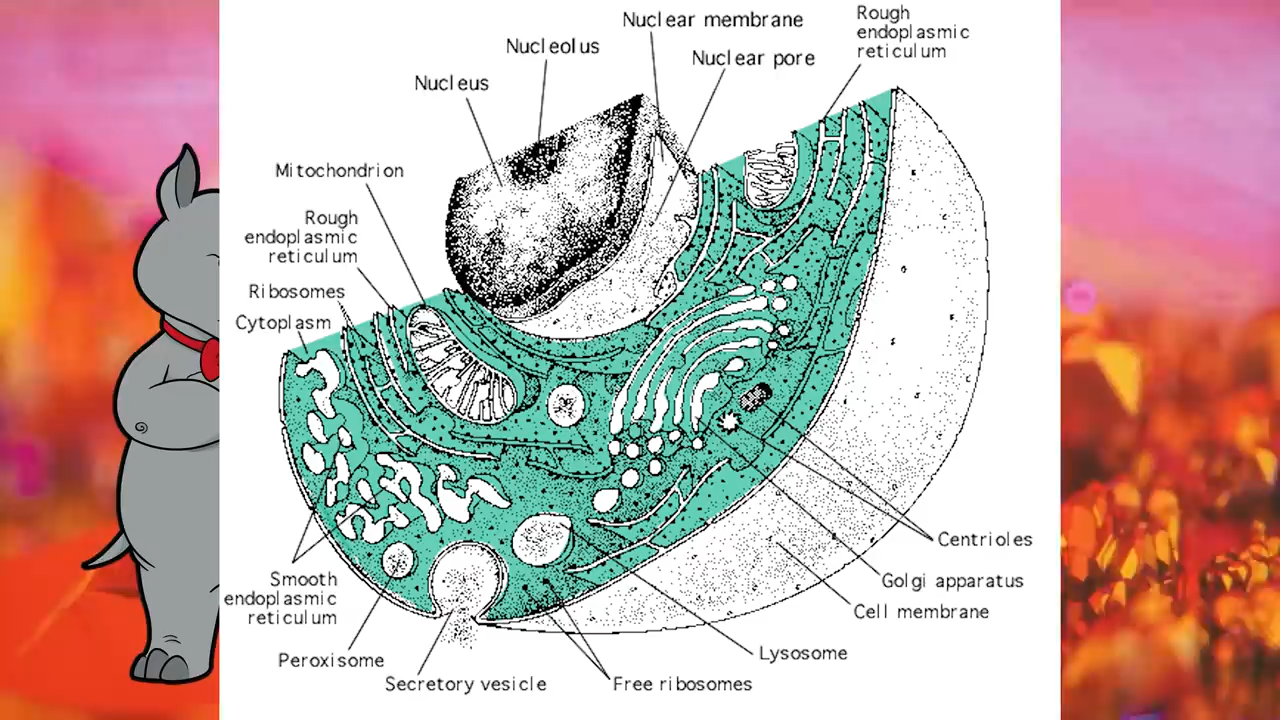 Nuclear membrane
Rough
endoplasmic
reticulum
Nucleolus
Nuclear pore
Nucleus
Mitochondrion
Rough
endoplasmic
reticulum
Ribosomes
Cytoplasm
Centrioles
Golgi apparatus
Smooth
endoplasmic
reticulum
Cell membrane
Lysosome
Peroxisome
Secretory vesicle
Free ribosomes